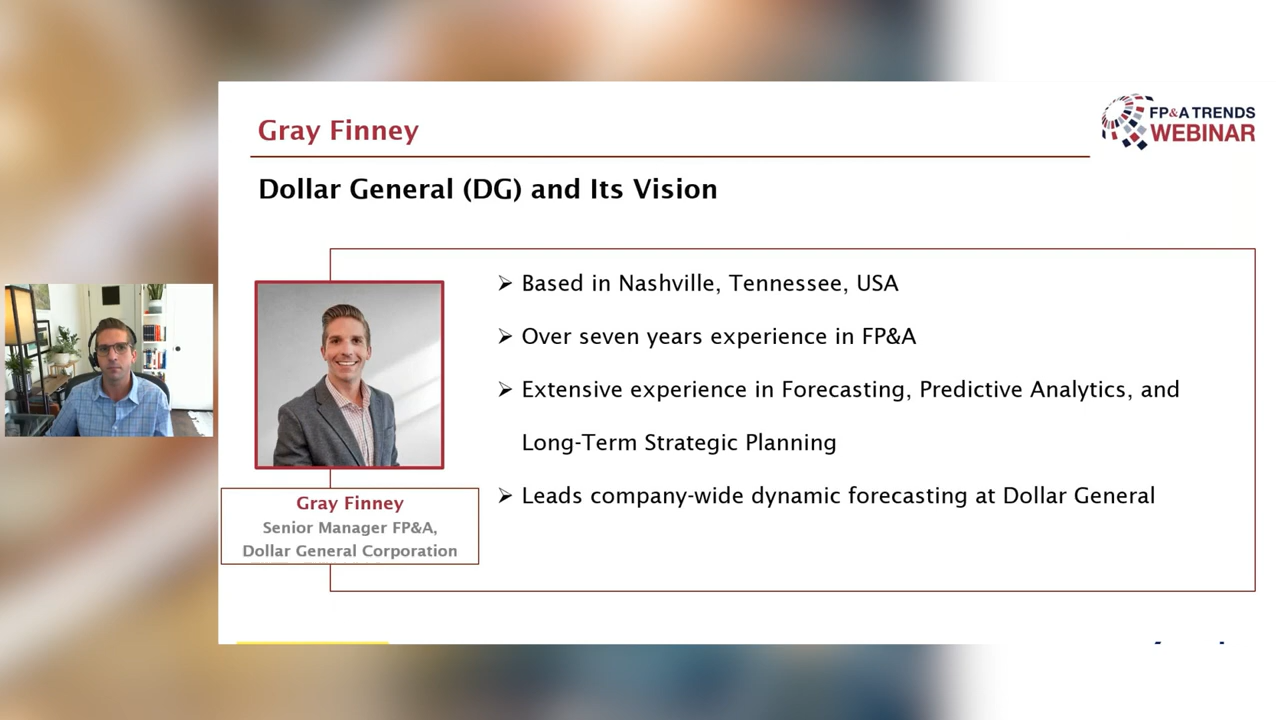 Gray Finney
FP&A TRENDS
WEBINAR
Dollar General (DG) and Its Vision
➢ Based in Nashville, Tennessee, USA
➢ Over seven years experience in FP&A
➢ Extensive experience in Forecasting, Predictive Analytics, and
Long-Term Strategic Planning
➢ Leads company-wide dynamic forecasting at Dollar General
Gray Finney
Senior Manager FP&A,
Dollar General Corporation